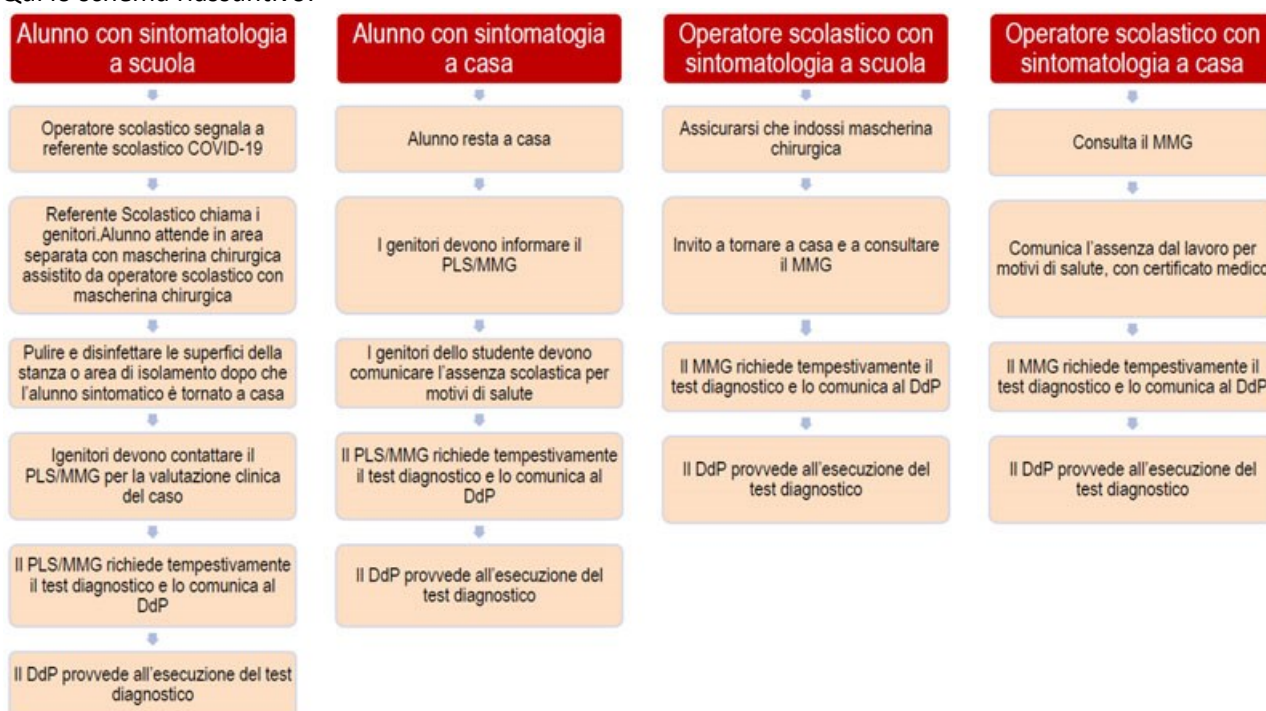 Qui lo schema riassuntivo:
Alunno con sintomatologia
a scuola
Operatore scolastico segnala a
referente scolastico COVID-19
Referente Scolastico chiama i
genitori.Alunno attende in area
separata con mascherina chirurgica
assistito da operatore scolastico con
mascherina chirurgica
Pulire e disinfettare le superfici della
stanza o area di isolamento dopo che
l'alunno sintomatico è tornato a casa
Igenitori devono contattare il
PLS/MMG per la valutazione clinica
del caso
Il PLS/MMG richiede tempestivamente
il test diagnostico e lo comunica al
DdP
Il DdP provvede all'esecuzione del test
diagnostico
Alunno con sintomatogia
a casa
Alunno resta a casa
I genitori devono informare il
PLS/MMG
I genitori dello studente devono
comunicare l'assenza scolastica per
motivi di salute
Il PLS/MMG richiede tempestivamente
il test diagnostico e lo comunica al
DdP
Il DdP provvede all'esecuzione del
test diagnostico
Operatore scolastico con
sintomatologia a scuola
Assicurarsi che indossi mascherina
chirurgica
Invito a tornare a casa e a consultare
il MMG
Il MMG richiede tempestivamente il
test diagnostico e lo comunica al DdP
Il DdP provvede all'esecuzione del
test diagnostico
Operatore scolastico con
sintomatologia a casa
Consulta il MMG
Comunica l'assenza dal lavoro per
motivi di salute, con certificato medico
Il MMG richiede tempestivamente il
test diagnostico e lo comunica al DdP
Il DdP provvede all'esecuzione del
test diagnostico